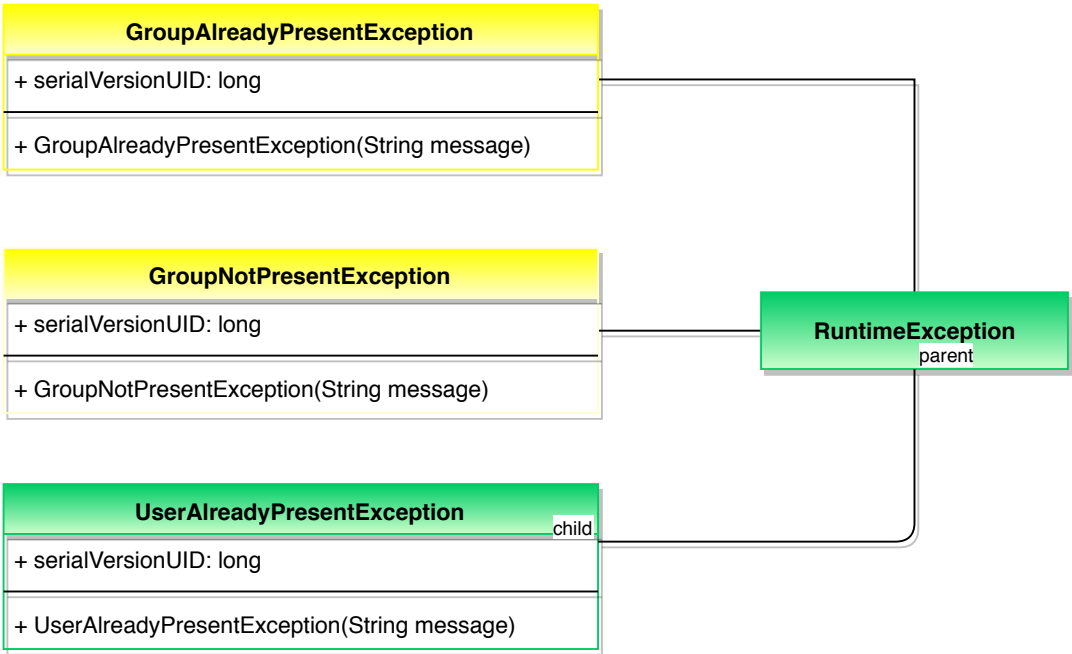 GroupAlreadyPresentException
+ serialVersionUID: long
+ GroupAlreadyPresentException(String message)
GroupNotPresentException
+ serialVersionUID: long
+ GroupNotPresentException(String message)
RuntimeException
parent
UserAlreadyPresentException
child
+ serialVersionUID: long
+ UserAlreadyPresentException(String message)